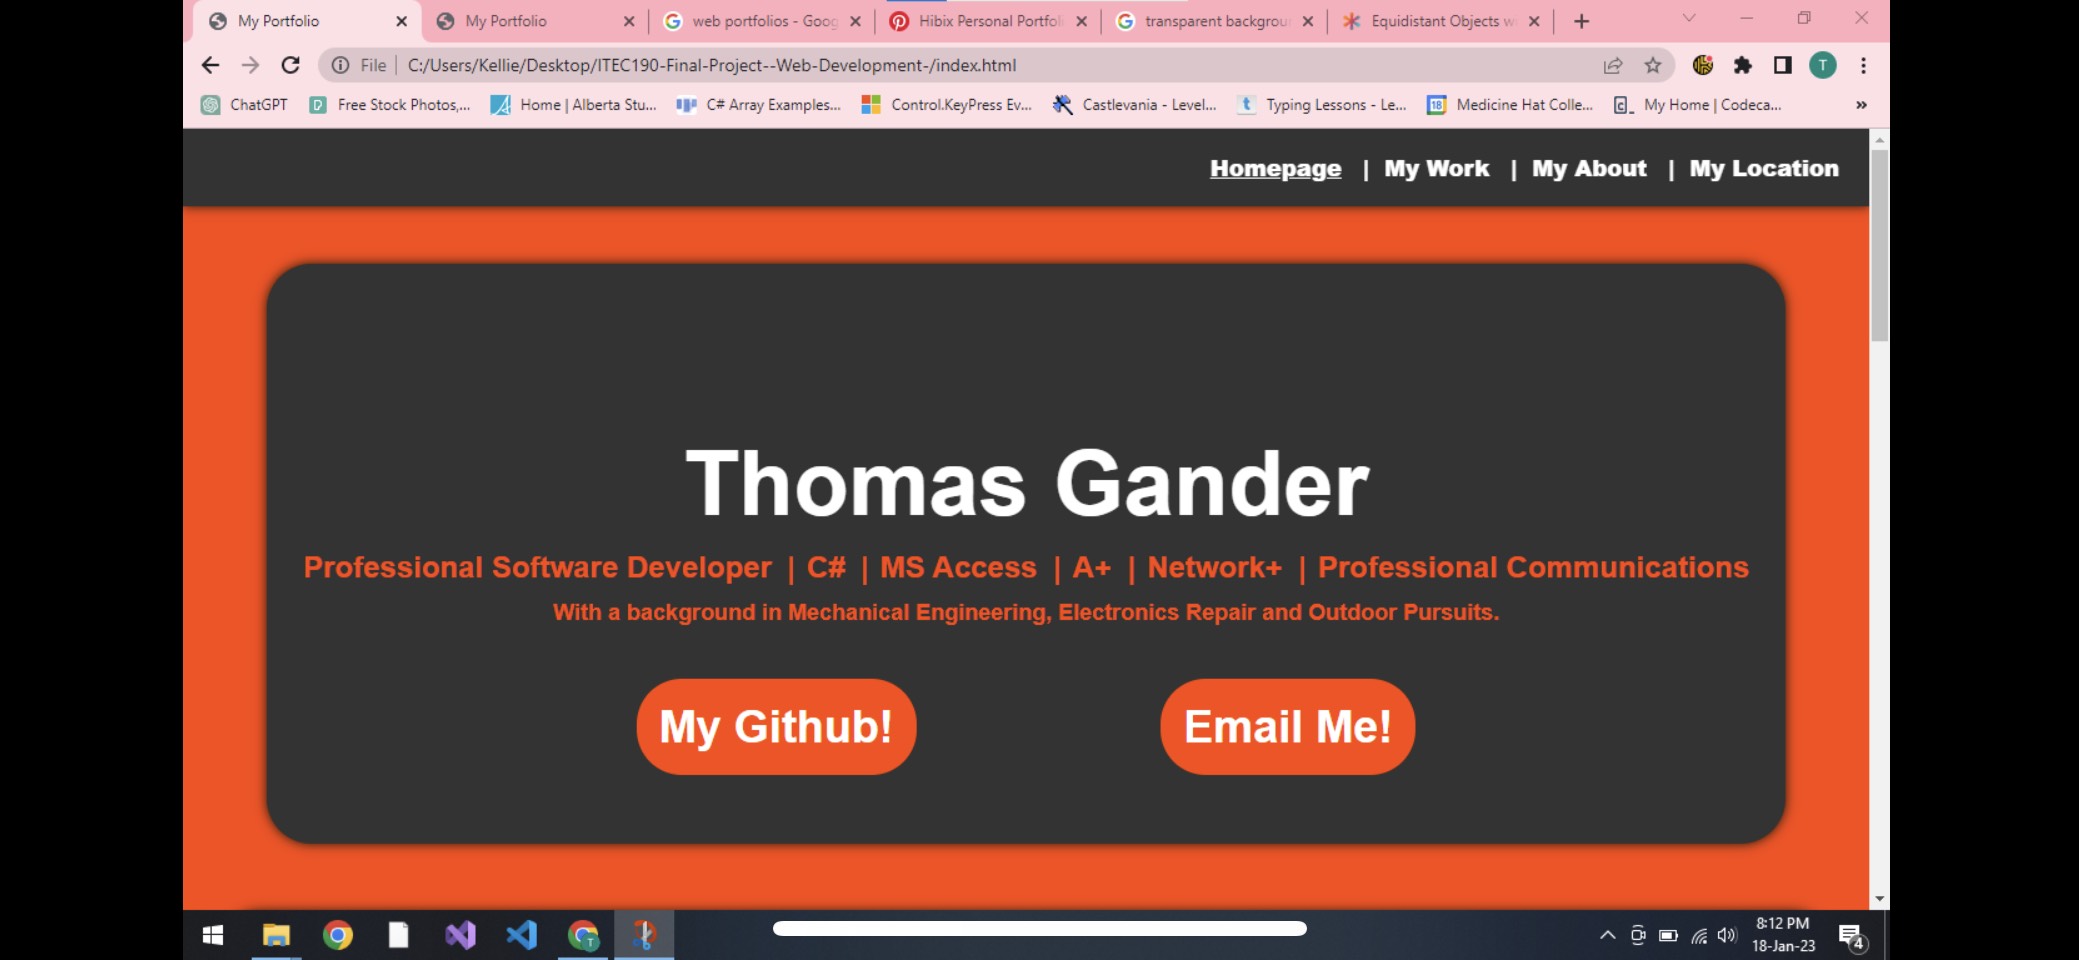 My Portfolio
My Portfolio
web portfolios - Goog
Hibix Personal Portfol
transparent backgrou
Equidistant Objects w
File
C:/Users/Kellie/Desktop/ITEC190-Final-Project--Web-Development-/index.html
T
ChatGPT
Free Stock Photos,...
Home | Alberta Stu...
C# Array Examples...
Control.KeyPress Ev...
Castlevania - Level...
Typing Lessons - Le...
18
Medicine Hat Colle...
My Home | Codeca...
»
Homepage | My Work | My About | My Location
Thomas Gander
Professional Software Developer | C# | MS Access | A+ | Network+ | Professional Communications
With a background in Mechanical Engineering, Electronics Repair and Outdoor Pursuits.
My Github!
Email Me!
T
8:12 PM
18-Jan-23
4